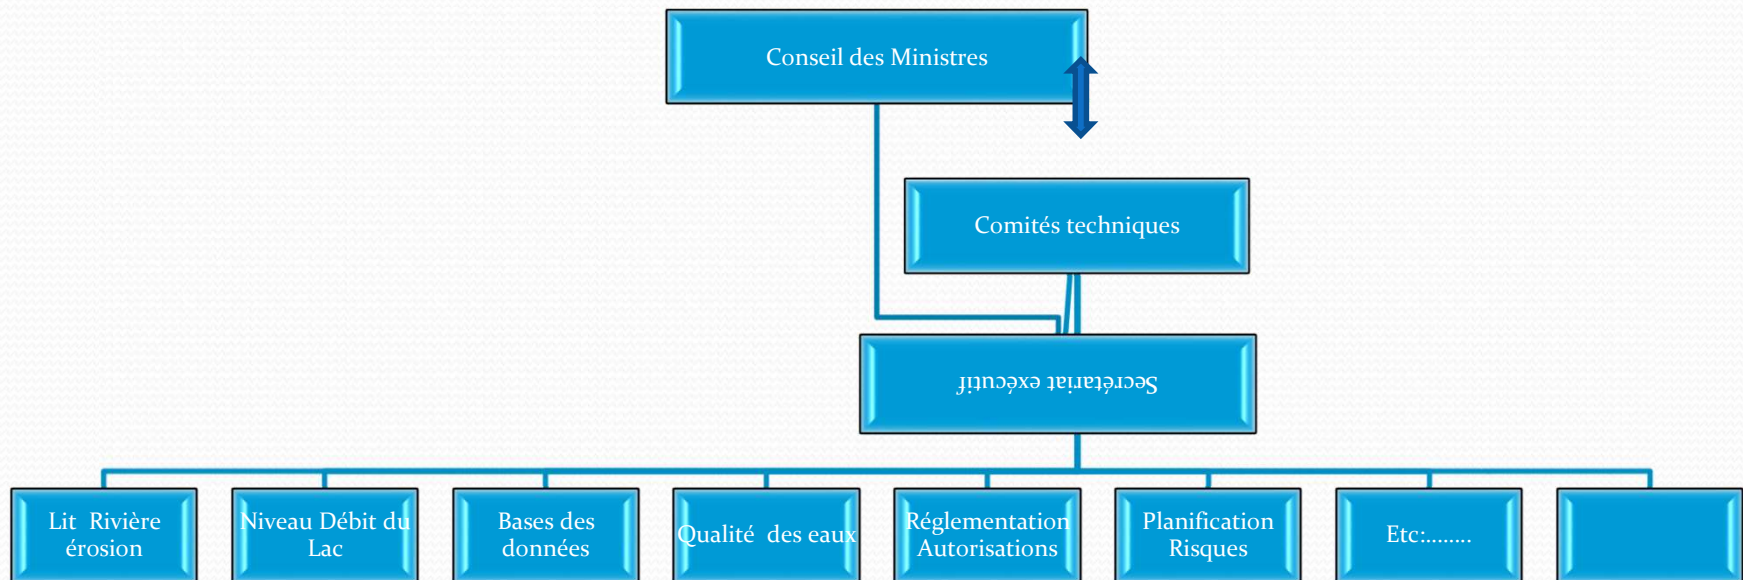 Conseil des Ministres
Comités techniques
Secrétariat exécutif
Lit  Rivière
érosion
Niveau Débit du
Lac
Bases des
données
Qualité  des eaux
Réglementation
Autorisations
Planification
Risques
Etc:........